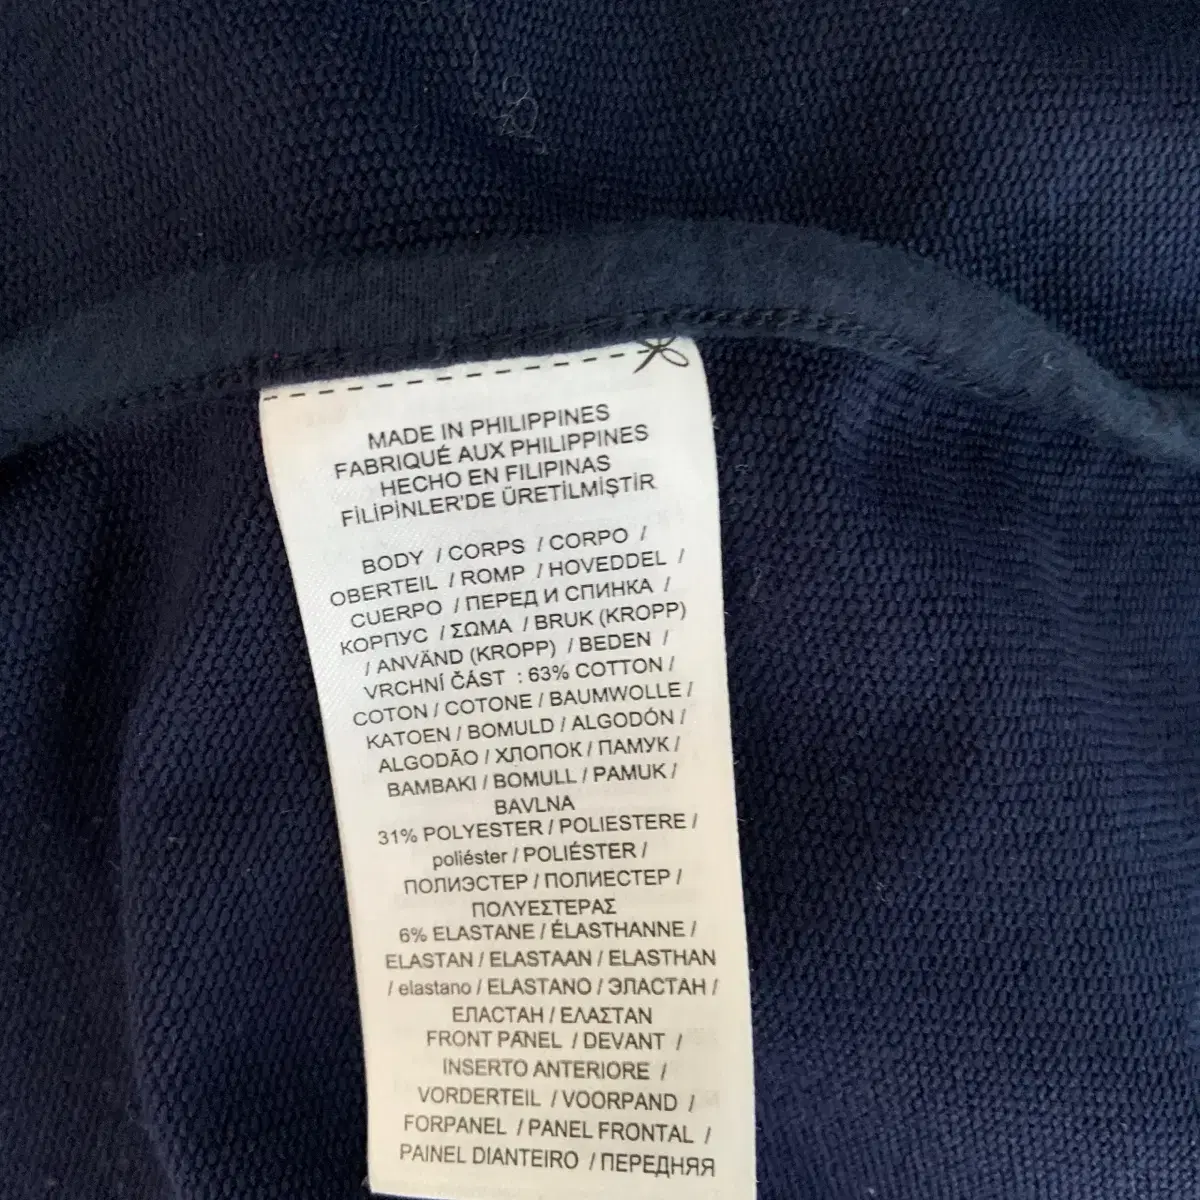 MADE IN PHILIPPINES
FABRIQUÉ AUX PHILIPPINES
HECHO EN FILIPINAS
FİLİPİNLER'DE ÜRETİLMİŞTİR
BODY / CORPS / CORPO /
OBERTEIL / ROMP / HOVEDDEL /
CUERPO / ПЕРЕД И СПИНКА /
КОРПУС / ΣΩΜΑ / BRUK (KROPP)
/ ANVÄND (KROPP) / BEDEN /
VRCHNÍ ČÁST : 63% COTTON /
COTON / COTONE / BAUMWOLLE /
KATOEN / BOMULD / ALGODÓN /
ALGODÃO / ХЛОПОК / ПАМУК /
BAMBAKI / BOMULL / PAMUK /
BAVLNA
31% POLYESTER / POLIESTERE /
poliéster / POLIÉSTER /
ПОЛИЭСТЕР / ПОЛИЕСТЕР /
ΠΟΛΥΕΣΤΕΡΑΣ
6% ELASTANE / ÉLASTHANNE /
ELASTAN / ELASTAAN / ELASTHAN
/ elastano / ELASTANO / ЭЛАСТАН /
ЕЛАСТАН / ΕΛΑΣΤΑΝ
FRONT PANEL / DEVANT /
INSERTO ANTERIORE /
VORDERTEIL / VOORPAND /
FORPANEL / PANEL FRONTAL /
PAINEL DIANTEIRO / ПЕРЕДНЯЯ